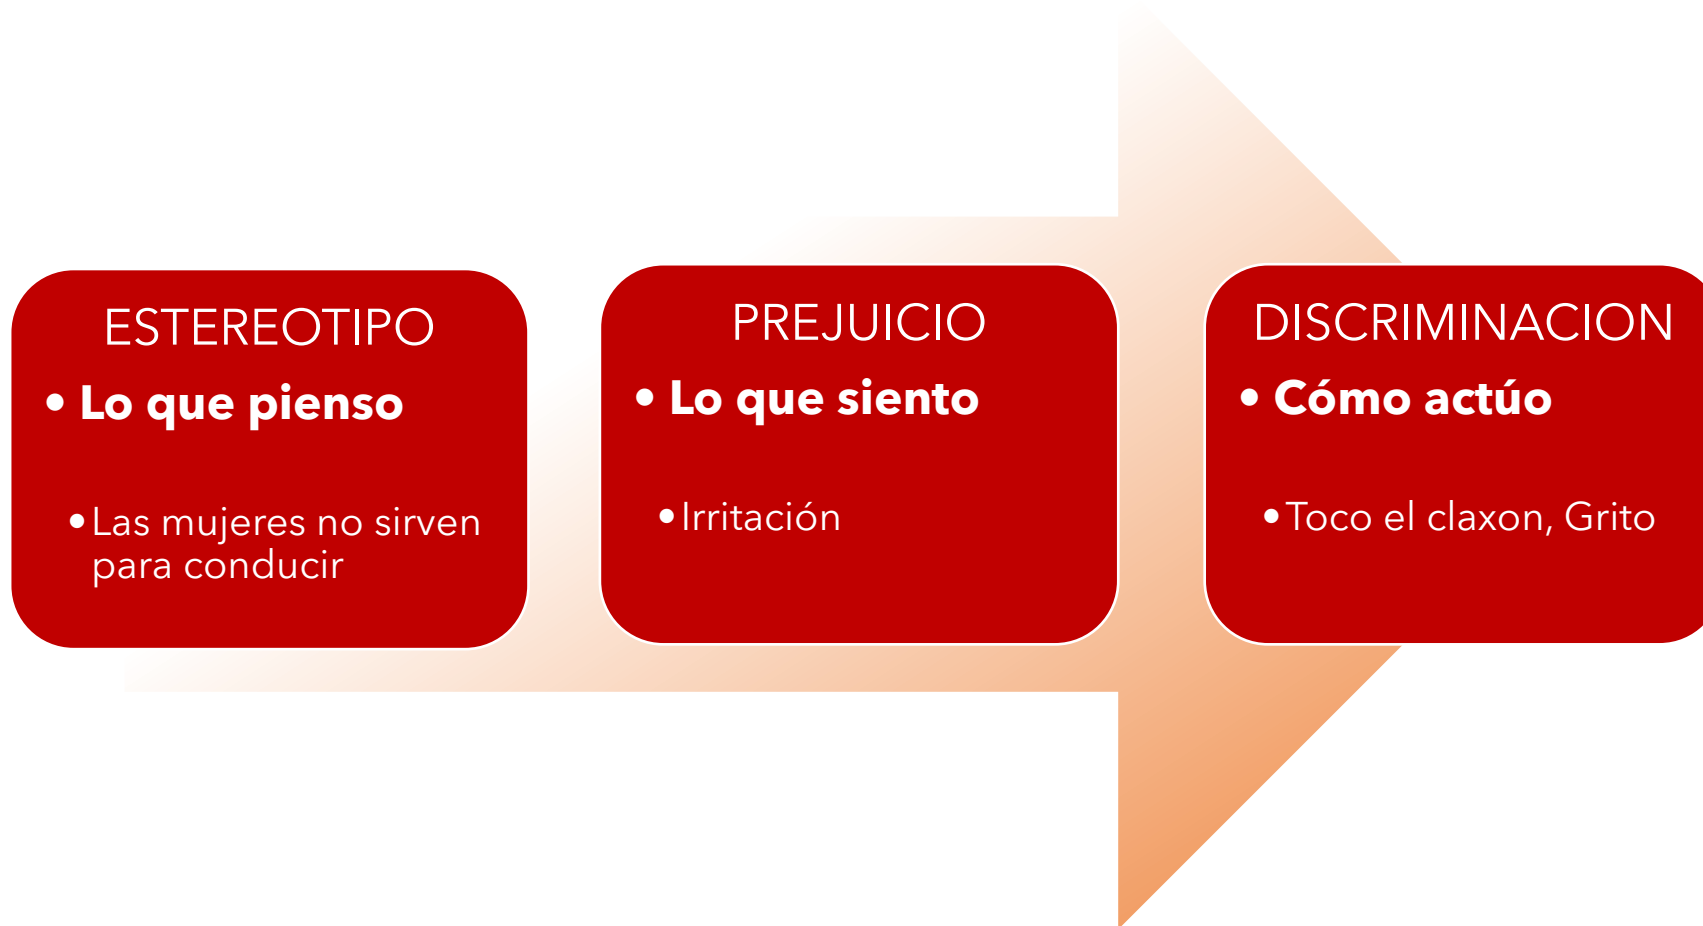 ESTEREOTIPO
• Lo que pienso
• Las mujeres no sirven
para conducir
PREJUICIO
• Lo que siento
• Irritación
DISCRIMINACION
• Cómo actúo
• Toco el claxon, Grito